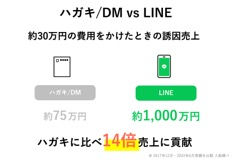 ハガキ/DM vs LINE
約30万円の費用をかけたときの誘因売上
ハガキ/DM
LINE
約75万円
約1,000万円
ハガキに比べ14倍売上に貢献